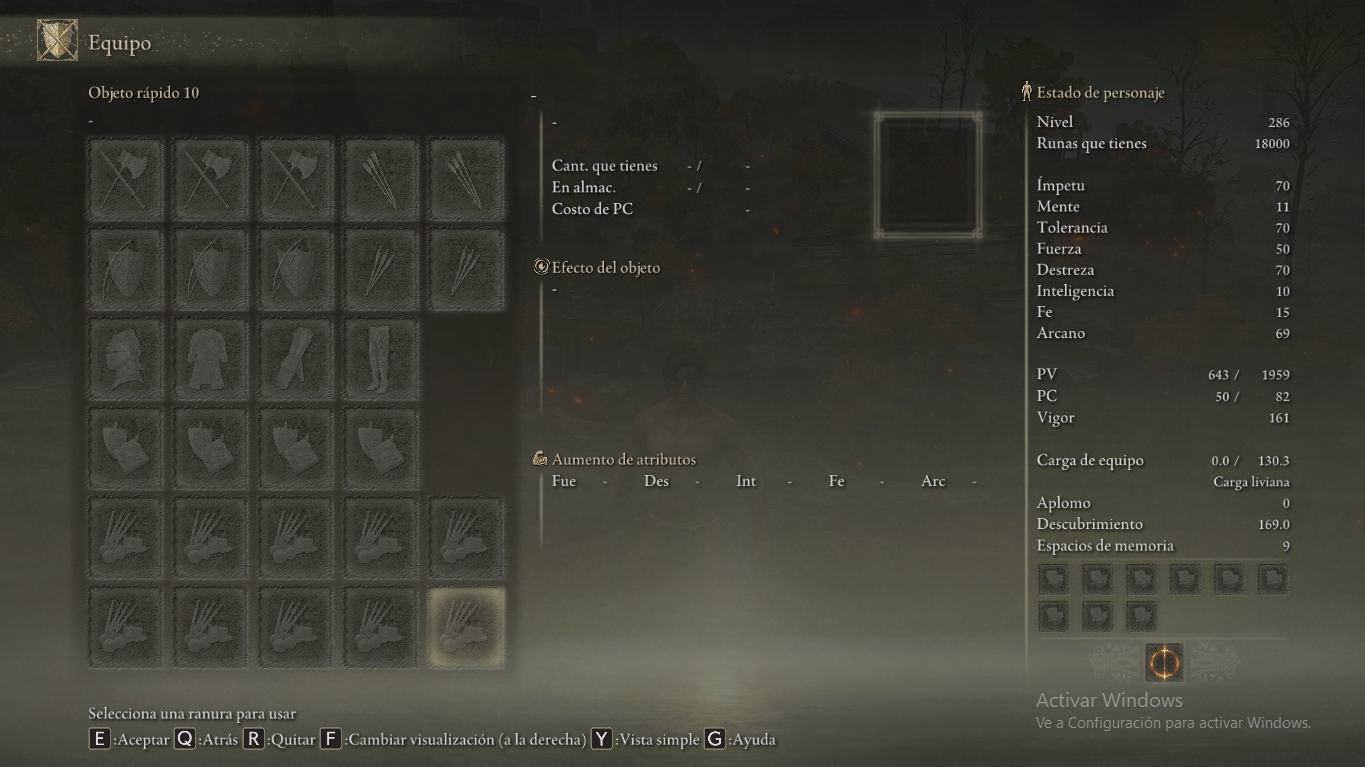 Equipo
Objeto rápido 10
-
-
-
Cant. que tienes - / -
En almac. - / -
Costo de PC -
Efecto del objeto
-
Aumento de atributos
Fue - Des - Int - Fe - Arc -
Estado de personaje
Nivel 286
Runas que tienes 18000
Ímpetu 70
Mente 11
Tolerancia 70
Fuerza 50
Destreza 70
Inteligencia 10
Fe 15
Arcano 69
PV 643 / 1959
PC 50 / 82
Vigor 161
Carga de equipo 0.0 / 130.3
Carga liviana
Aplomo 0
Descubrimiento 169.0
Espacios de memoria 9
Activar Windows
Ve a Configuración para activar Windows.
Selecciona una ranura para usar
E :Aceptar Q :Atrás R :Quitar F :Cambiar visualización (a la derecha) Y :Vista simple G :Ayuda